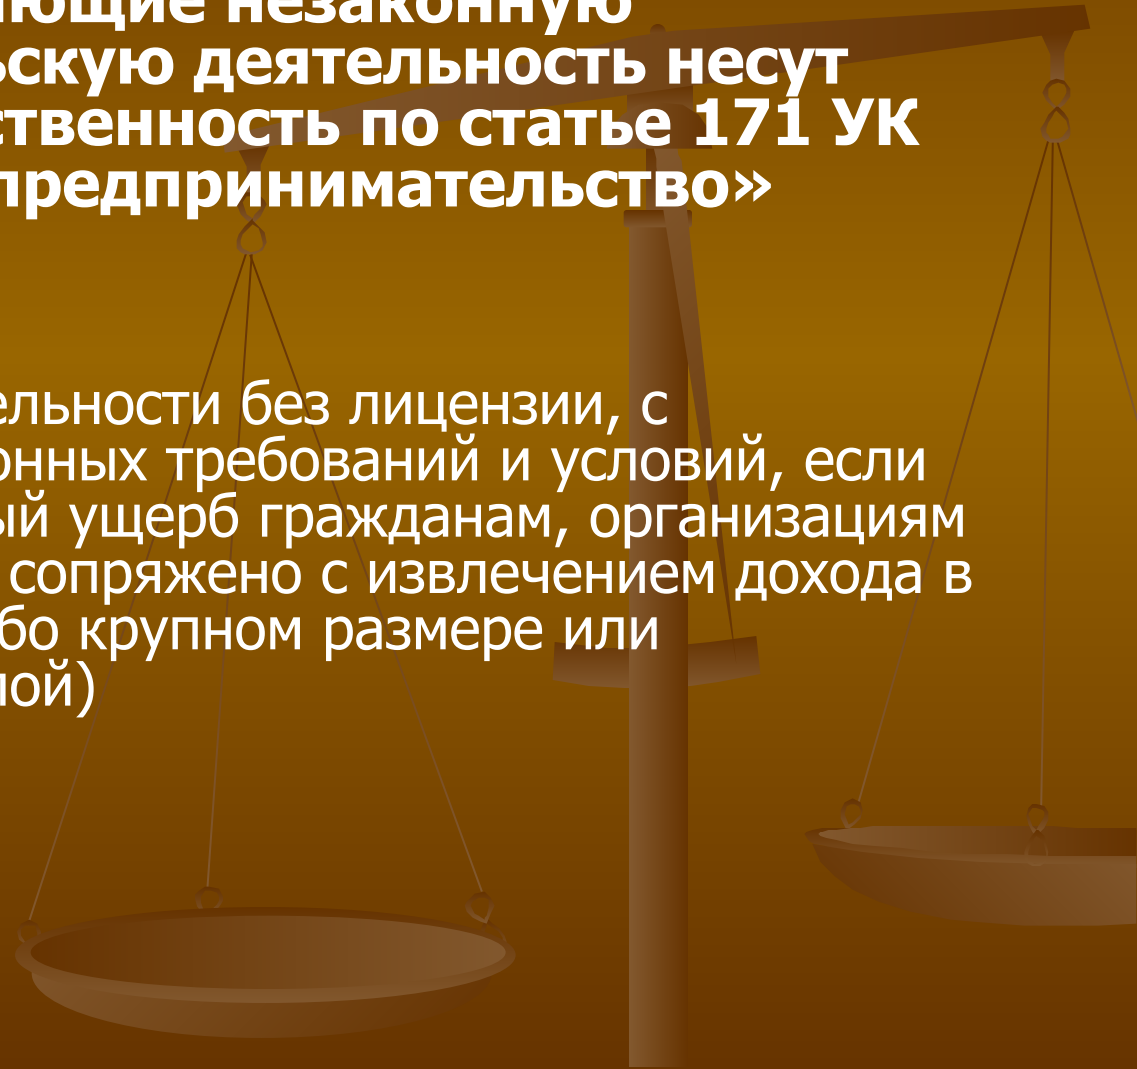 ющие незаконную
ьскую деятельность несут
ственность по статье 171 УК
предпринимательство»
ельности без лицензии, с
онных требований и условий, если
ый ущерб гражданам, организациям
сопряжено с извлечением дохода в
бо крупном размере или
пой)